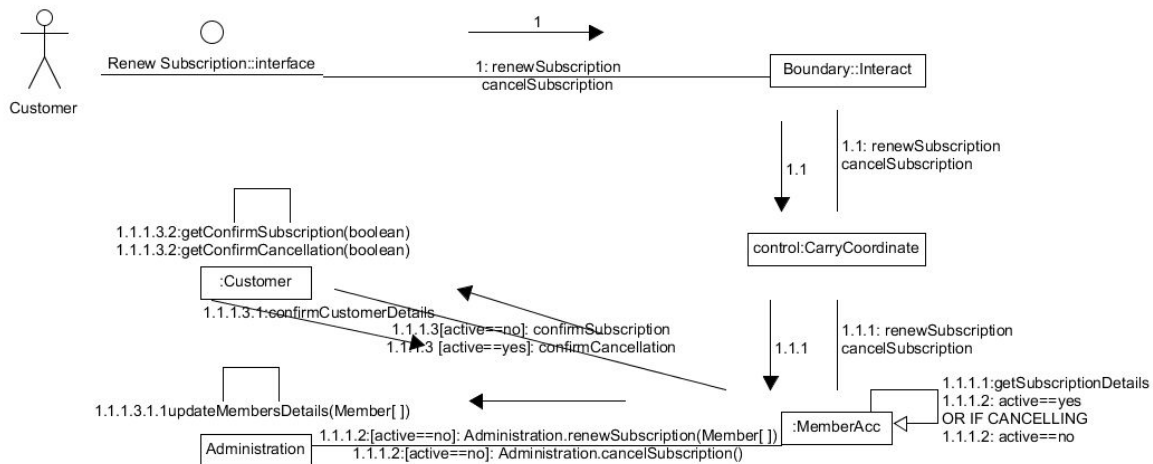 1
Renew Subscription::interface
1: renewSubscription
cancelSubscription
Boundary::Interact
Customer
1.1
1.1: renewSubscription
cancelSubscription
1.1.1.3.2:getConfirmSubscription(boolean)
1.1.1.3.2:getConfirmCancellation(boolean)
control:CarryCoordinate
:Customer
1.1.1.3.1:confirmCustomerDetails
1.1.1.3[active==no]: confirmSubscription
1.1.1.3 [active==yes]: confirmCancellation
1.1.1
1.1.1: renewSubscription
cancelSubscription
1.1.1.1:getSubscriptionDetails
1.1.1.2: active==yes
OR IF CANCELLING
1.1.1.2: active==no
1.1.1.3.1.1updateMembersDetails(Member[ ])
:MemberAcc
Administration
1.1.1.2:[active==no]: Administration.renewSubscription(Member[ ])
1.1.1.2:[active==no]: Administration.cancelSubscription()